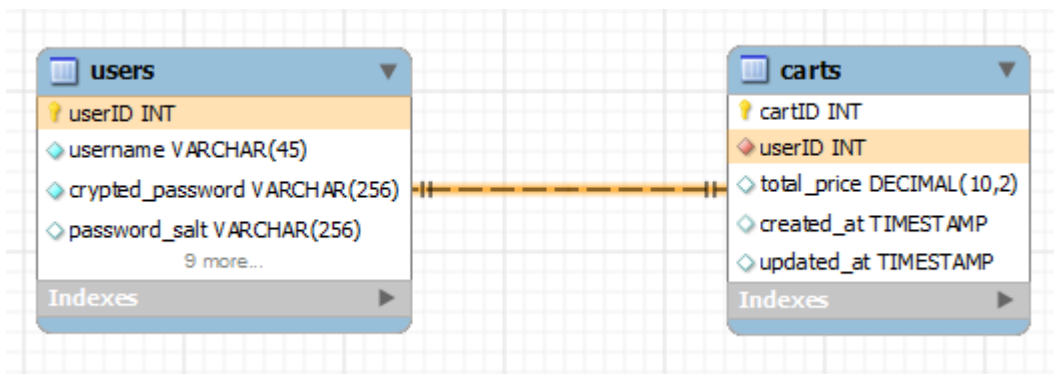 users
userID INT
username VARCHAR(45)
crypted_password VARCHAR(256)
password_salt VARCHAR(256)
9 more...
Indexes
carts
cartID INT
userID INT
total_price DECIMAL(10,2)
created_at TIMESTAMP
updated_at TIMESTAMP
Indexes